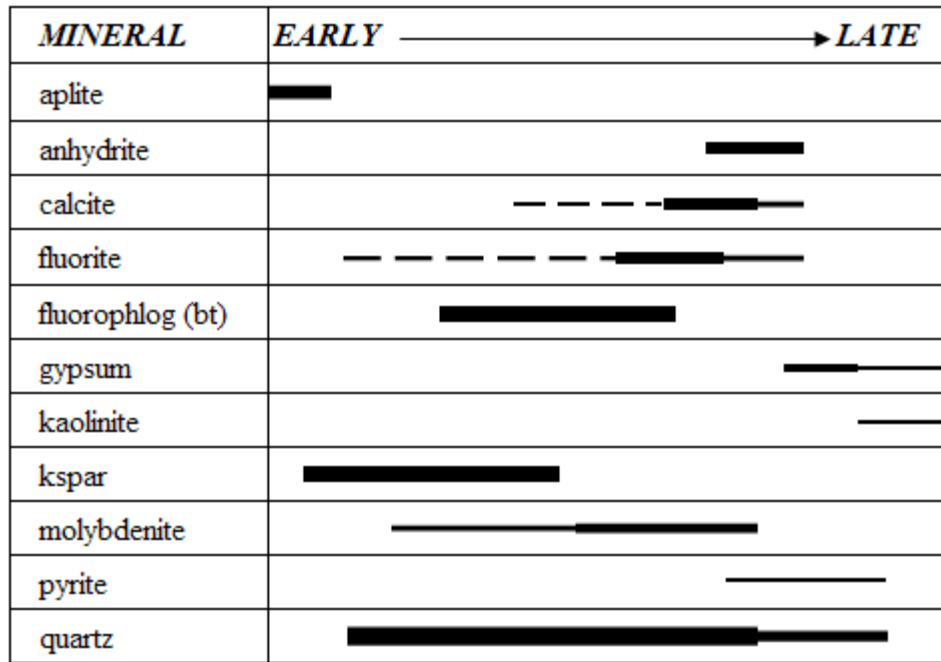 MINERAL EARLY LATE
aplite
anhydrite
calcite
fluorite
fluorophlog (bt)
gypsum
kaolinite
kspar
molybdenite
pyrite
quartz